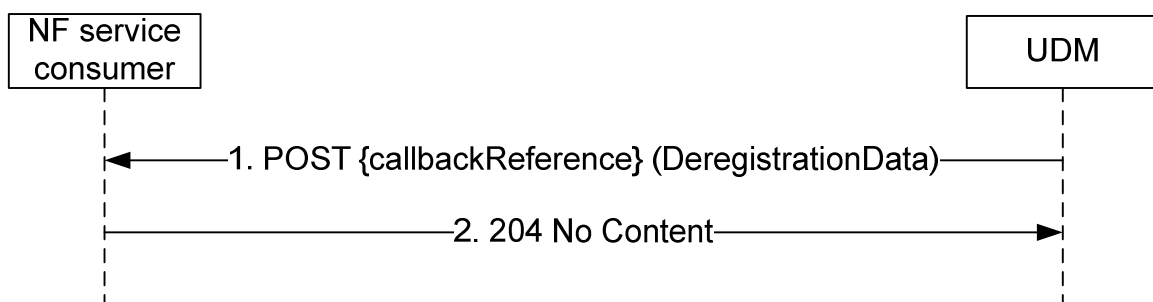 NF service
consumer
UDM
1. POST {callbackReference} (DeregistrationData)
2. 204 No Content